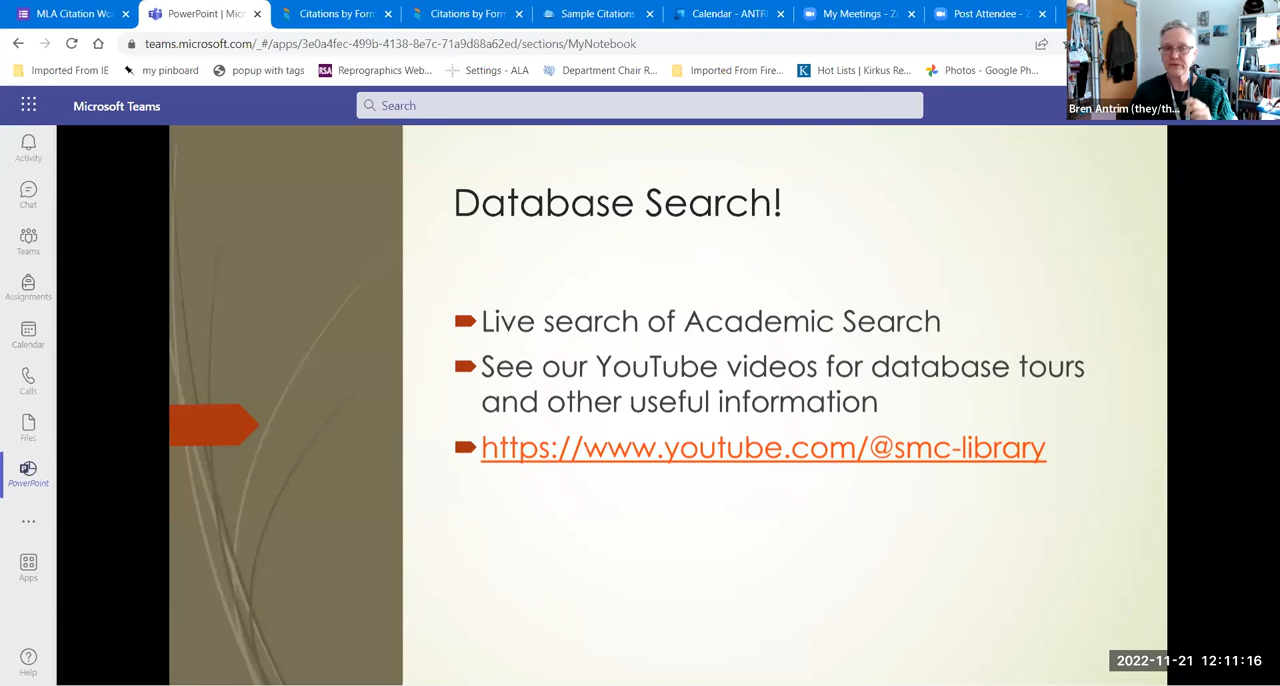 MLA Citation Wo
PowerPoint | Micr
Citations by Form
Citations by Form
Sample Citations
Calendar - ANTRI
My Meetings - Zo
Post Attendee - Z
teams.microsoft.com/_#/apps/3e0a4fec-499b-4138-8e7c-71a9d88a62ed/sections/MyNotebook
Imported From IE
my pinboard
popup with tags
RSA
Reprographics Web...
Settings - ALA
Department Chair R...
Imported From Fire...
K
Hot Lists | Kirkus Re...
Photos - Google Ph...
Microsoft Teams
Search
Bren Antrim (they/th...
Activity
Chat
Teams
Assignments
Calendar
Calls
Files
PowerPoint
Apps
Help
Database Search!
Live search of Academic Search
See our YouTube videos for database tours
and other useful information
https://www.youtube.com/@smc-library
2022-11-21 12:11:16